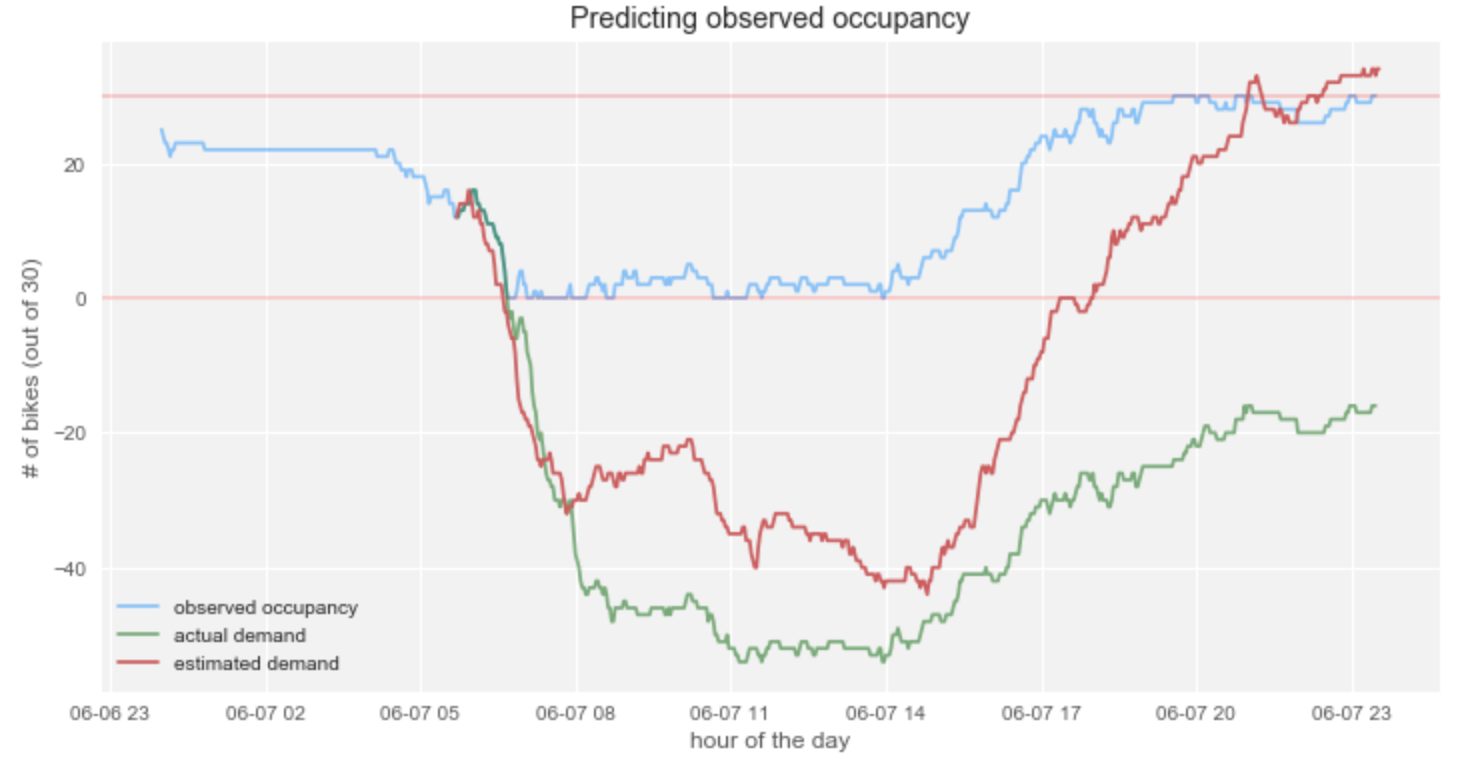 Predicting observed occupancy
# of bikes (out of 30)
20
0
−20
−40
observed occupancy
actual demand
estimated demand
06-06 23 06-07 02 06-07 05 06-07 08 06-07 11 06-07 14 06-07 17 06-07 20 06-07 23
hour of the day